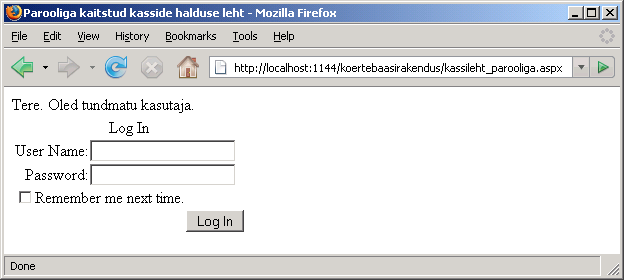 Parooliga kaitstud kasside halduse leht - Mozilla Firefox
File Edit View History Bookmarks Tools Help
http://localhost:1144/koertebaasirakendus/kassileht_parooliga.aspx
Tere. Oled tundmatu kasutaja.
Log In
User Name:
Password:
Remember me next time.
Log In
Done